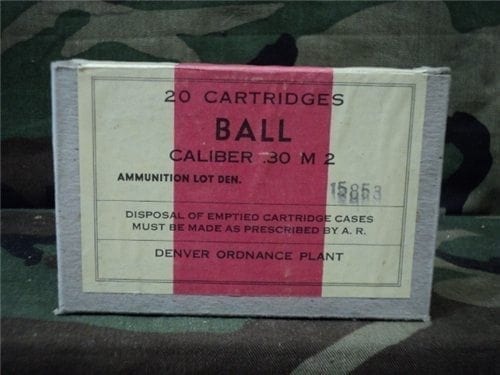 20 CARTRIDGES
BALL
CALIBER .30 M 2
AMMUNITION LOT DEN. 15853
DISPOSAL OF EMPTIED CARTRIDGE CASES
MUST BE MADE AS PRESCRIBED BY A. R.
DENVER ORDNANCE PLANT